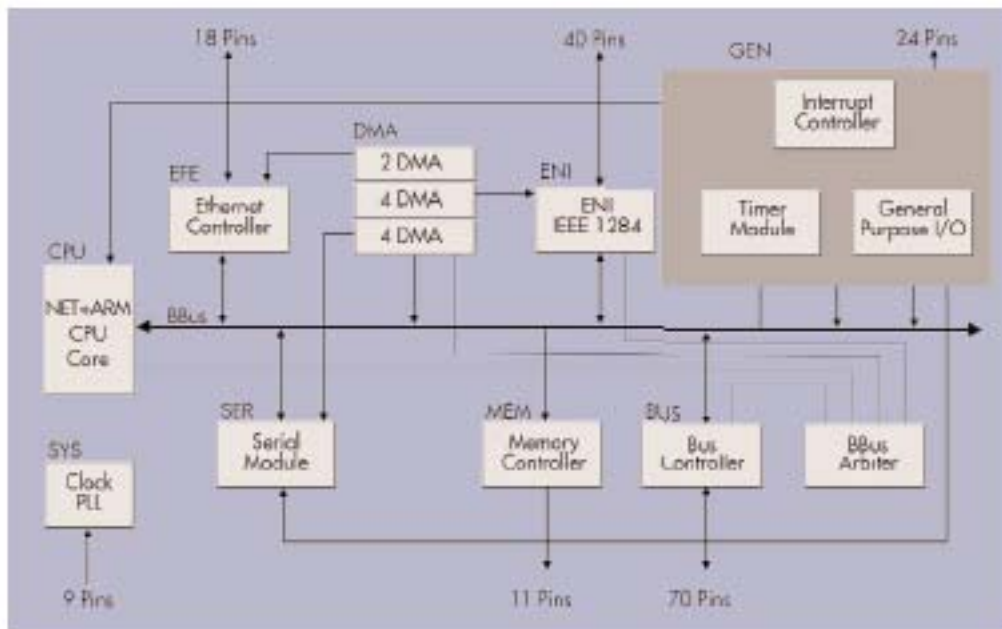 18 Pins
40 Pins
24 Pins
GEN
Interrupt
Controller
DMA
2 DMA
4 DMA
4 DMA
EFE
Ethernet
Controller
ENI
ENI
IEEE 1284
Timer
Module
General
Purpose I/O
CPU
NET+ARM
CPU
Core
BBus
SER
Serial
Module
MEM
Memory
Controller
BUS
Bus
Controller
BBus
Arbiter
SYS
Clock
PLL
9 Pins
11 Pins
70 Pins